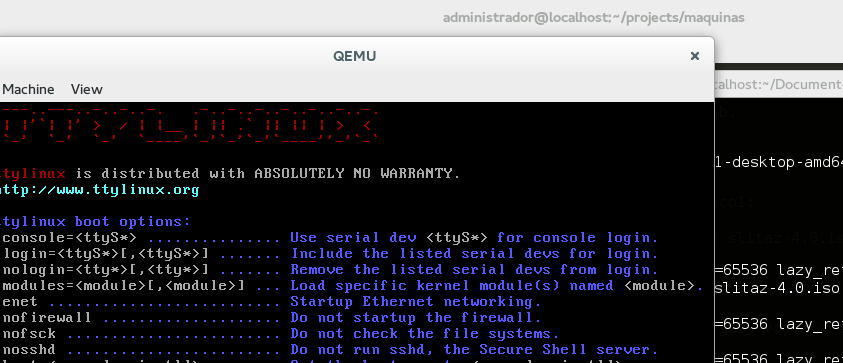 administrador@localhost:~/projects/maquinas
QEMU
Machine View
calhost:~/Document
ttylinux is distributed with ABSOLUTELY NO WARRANTY.
http://www.ttylinux.org
1-desktop-amd64
ttylinux boot options:
console=<ttyS*> ............... Use serial dev <ttyS*> for console login.
slitaz-4.0.is
login=<ttyS*>[,<ttyS*>] ....... Include the listed serial devs for login.
nologin=<tty*>[,<tty*>] ....... Remove the listed serial devs from login.
=65536 lazy_re
modules=<module>[,<module>] ... Load specific kernel module(s) named <module>.
slitaz-4.0.iso
enet .......................... Startup Ethernet networking.
nofirewall .................... Do not startup the firewall.
=65536 lazy_re
nofsck ........................ Do not check the file systems.
nosshd ........................ Do not run sshd, the Secure Shell server.
=65536 lazy_re